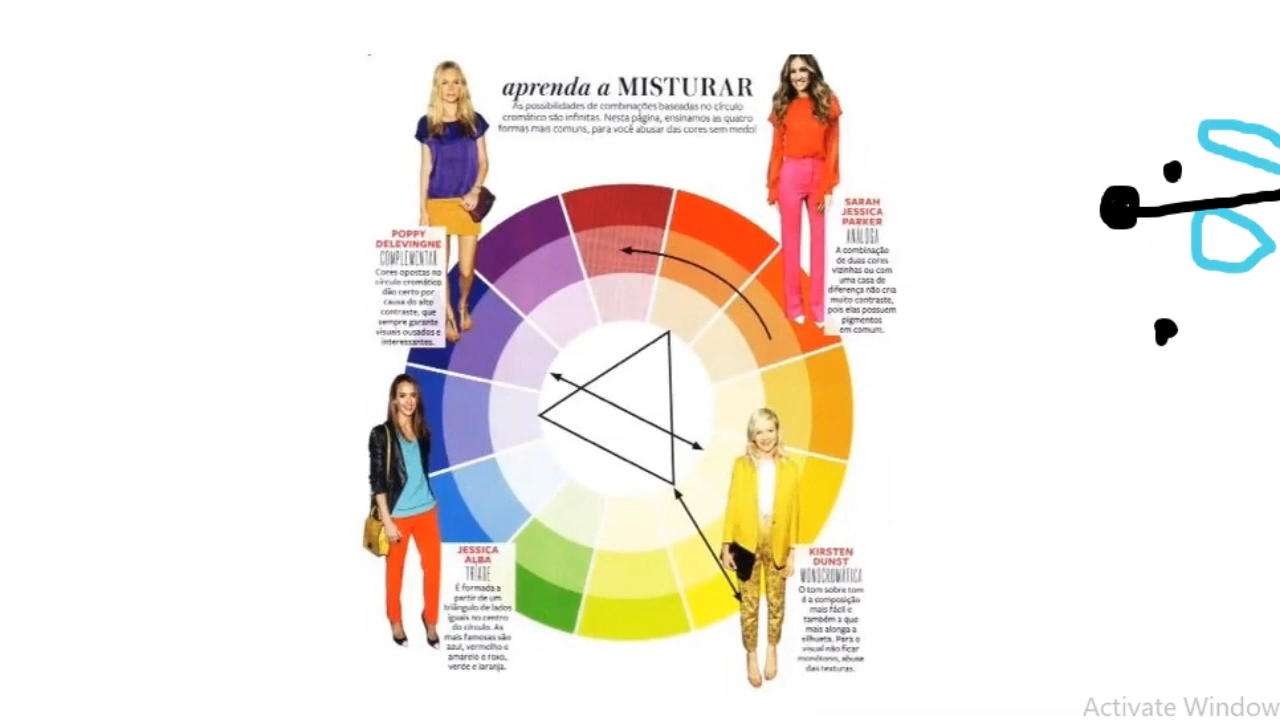 aprenda a MISTURAR
As possibilidades de combinações baseadas no círculo
cromático são infinitas. Nesta página, ensinamos as quatro
formas mais comuns, para você abusar das cores sem medo!
POPPY
DELEVINGNE
COMPLEMENTAR
Cores opostas no
círculo cromático
dão certo por
causa do alto
contraste, que
sempre garante
visuais ousados e
interessantes.
SARAH
JESSICA
PARKER
ANÁLOGA
A combinação
de duas cores
vizinhas ou com
uma casa de
diferença não cria
muito contraste,
pois elas possuem
pigmentos
em comum.
JESSICA
ALBA
TRÍADE
É formada a
partir de um
triângulo de lados
iguais no centro
do círculo. As
mais famosas são
azul, vermelho e
amarelo e roxo,
verde e laranja.
KIRSTEN
DUNST
MONOCROMÁTICA
O tom sobre tom
é a composição
mais fácil e
também a que
mais alonga a
silhueta. Para o
visual não ficar
monótono, abuse
das texturas.
Activate Window